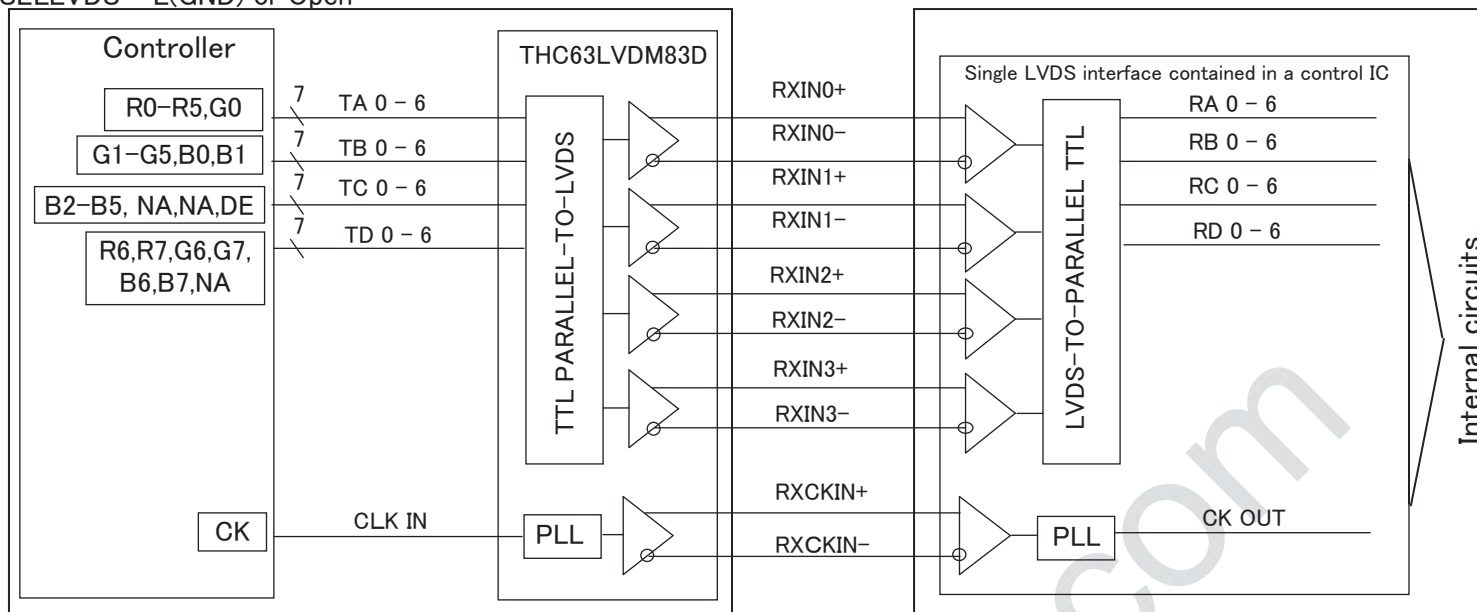 SELLVDS = L(GND) or Open
Controller
THC63LVDM83D
Single LVDS interface contained in a control IC
R0-R5,G0
7
TA 0 - 6
G1-G5,B0,B1
7
TB 0 - 6
B2-B5, NA,NA,DE
7
TC 0 - 6
R6,R7,G6,G7,
B6,B7,NA
7
TD 0 - 6
CK
CLK IN
TTL PARALLEL-TO-LVDS
PLL
RXIN0+
RXIN0-
RXIN1+
RXIN1-
RXIN2+
RXIN2-
RXIN3+
RXIN3-
RXCKIN+
RXCKIN-
LVDS-TO-PARALLEL TTL
PLL
RA 0 - 6
RB 0 - 6
RC 0 - 6
RD 0 - 6
CK OUT
Internal circuits
com